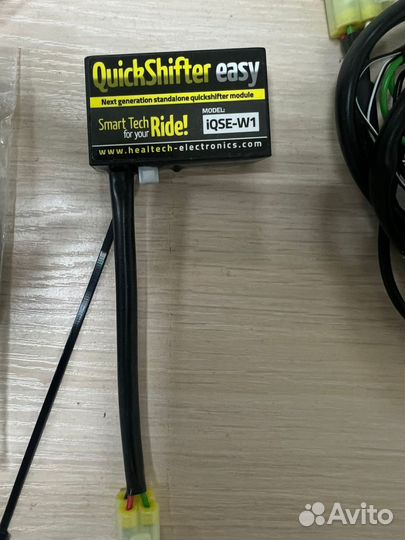 QuickShifter easy
Next generation standalone quickshifter module
Smart Tech
for your Ride!
MODEL:
iQSE-W1
www.healtech-electronics.com
Avito